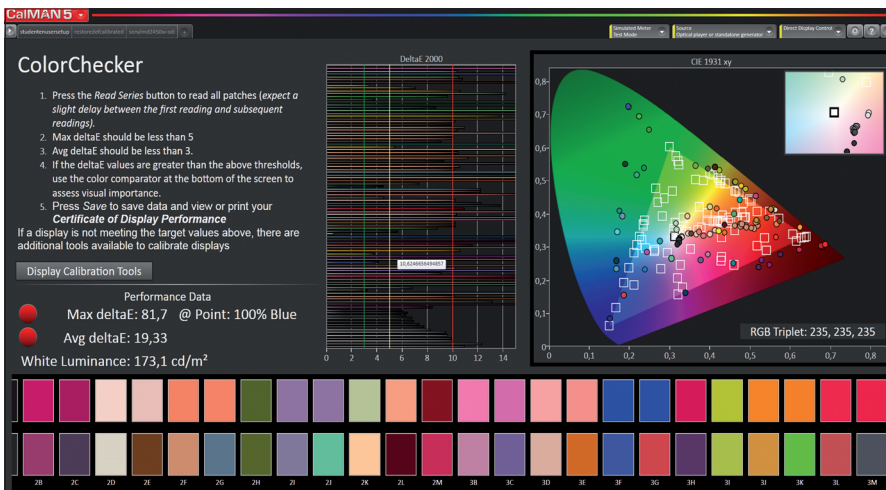 CalMAN 5
studentenusersetup
Simulated Meter
Test Mode
Source
Optical player or standalone generator
Direct Display Control
?
ColorChecker
1. Press the Read Series button to read all patches (expect a
slight delay between the first reading and subsequent
readings).
2. Max deltaE should be less than 5
3. Avg deltaE should be less than 3.
4. If the deltaE values are greater than the above thresholds,
use the color comparator at the bottom of the screen to
assess visual importance.
5. Press Save to save data and view or print your
Certificate of Display Performance
If a display is not meeting the target values above, there are
additional tools available to calibrate displays
Display Calibration Tools
Performance Data
Max deltaE: 81,7 @ Point: 100% Blue
Avg deltaE: 19,33
White Luminance: 173,1 cd/m²
DeltaE 2000
0 2 4 6 8 10 12 14
CIE 1931 xy
0,8
0,7
0,6
0,5
0,4
0,3
0,2
0,1
0 0,1 0,2 0,3 0,4 0,5 0,6 0,7 0,8
RGB Triplet: 235, 235, 235
2B 2C 2D 2E 2F 2G 2H 2I 2J 2K 2L 2M 3B 3C 3D 3E 3F 3G 3H 3I 3J 3K 3L 3M